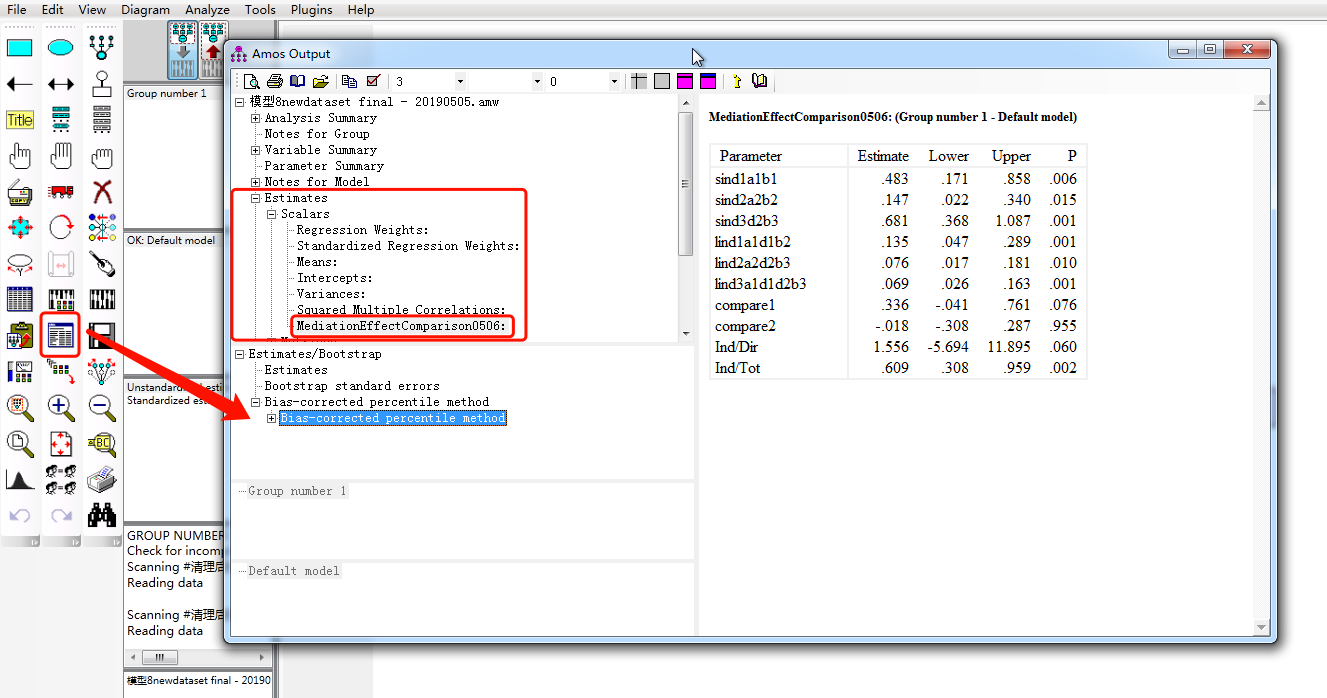 File Edit View Diagram Analyze Tools Plugins Help
Amos Output
Group number 1
Title
3 0
模型8newdataset final - 20190505.amw
Analysis Summary
Notes for Group
Variable Summary
Parameter Summary
Notes for Model
Estimates
Scalars
Regression Weights:
Standardized Regression Weights:
Means:
Intercepts:
Variances:
Squared Multiple Correlations:
MediationEffectComparison0506:
OK: Default model
Estimates/Bootstrap
Estimates
Bootstrap standard errors
Bias-corrected percentile method
Bias-corrected percentile method
Unstandardized esti
Standardized est
Group number 1
Default model
MediationEffectComparison0506: (Group number 1 - Default model)
Parameter Estimate Lower Upper P
sind1a1b1 .483 .171 .858 .006
sind2a2b2 .147 .022 .340 .015
sind3d2b3 .681 .368 1.087 .001
lind1a1d1b2 .135 .047 .289 .001
lind2a2d2b3 .076 .017 .181 .010
lind3a1d1d2b3 .069 .026 .163 .001
compare1 .336 -.041 .761 .076
compare2 -.018 -.308 .287 .955
Ind/Dir 1.556 -5.694 11.895 .060
Ind/Tot .609 .308 .959 .002
GROUP NUMBER
Check for incom
Scanning #清理后
Reading data
Scanning #清理后
Reading data
模型8newdataset final - 20190